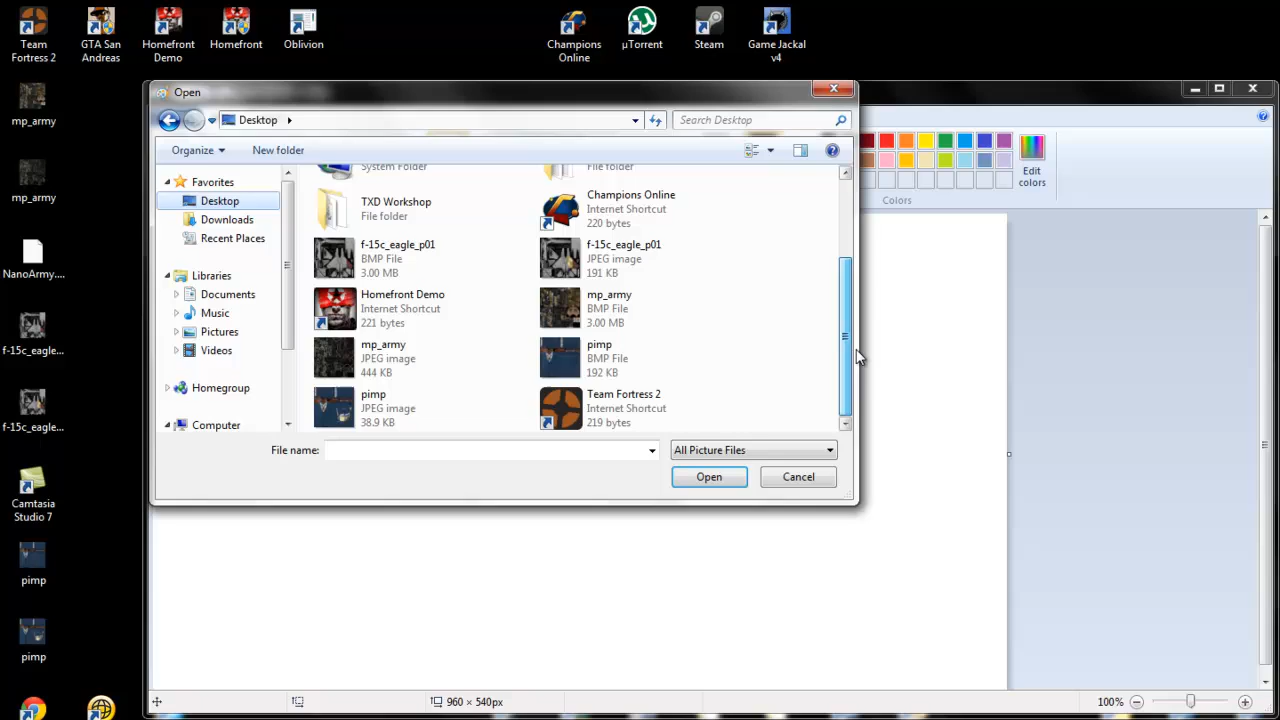 Team
Fortress 2
GTA San
Andreas
Homefront
Demo
Homefront
Oblivion
Champions
Online
µTorrent
Steam
Game Jackal
v4
mp_army
mp_army
NanoArmy....
f-15c_eagle...
f-15c_eagle...
Camtasia
Studio 7
pimp
pimp
Open
Desktop
Search Desktop
Organize
New folder
Favorites
Desktop
Downloads
Recent Places
Libraries
Documents
Music
Pictures
Videos
Homegroup
Computer
System Folder
File folder
TXD Workshop
File folder
Champions Online
Internet Shortcut
220 bytes
f-15c_eagle_p01
BMP File
3.00 MB
f-15c_eagle_p01
JPEG image
191 KB
Homefront Demo
Internet Shortcut
221 bytes
mp_army
BMP File
3.00 MB
mp_army
JPEG image
444 KB
pimp
BMP File
192 KB
pimp
JPEG image
38.9 KB
Team Fortress 2
Internet Shortcut
219 bytes
File name:
All Picture Files
Open
Cancel
Edit
colors
Colors
960 × 540px
100%